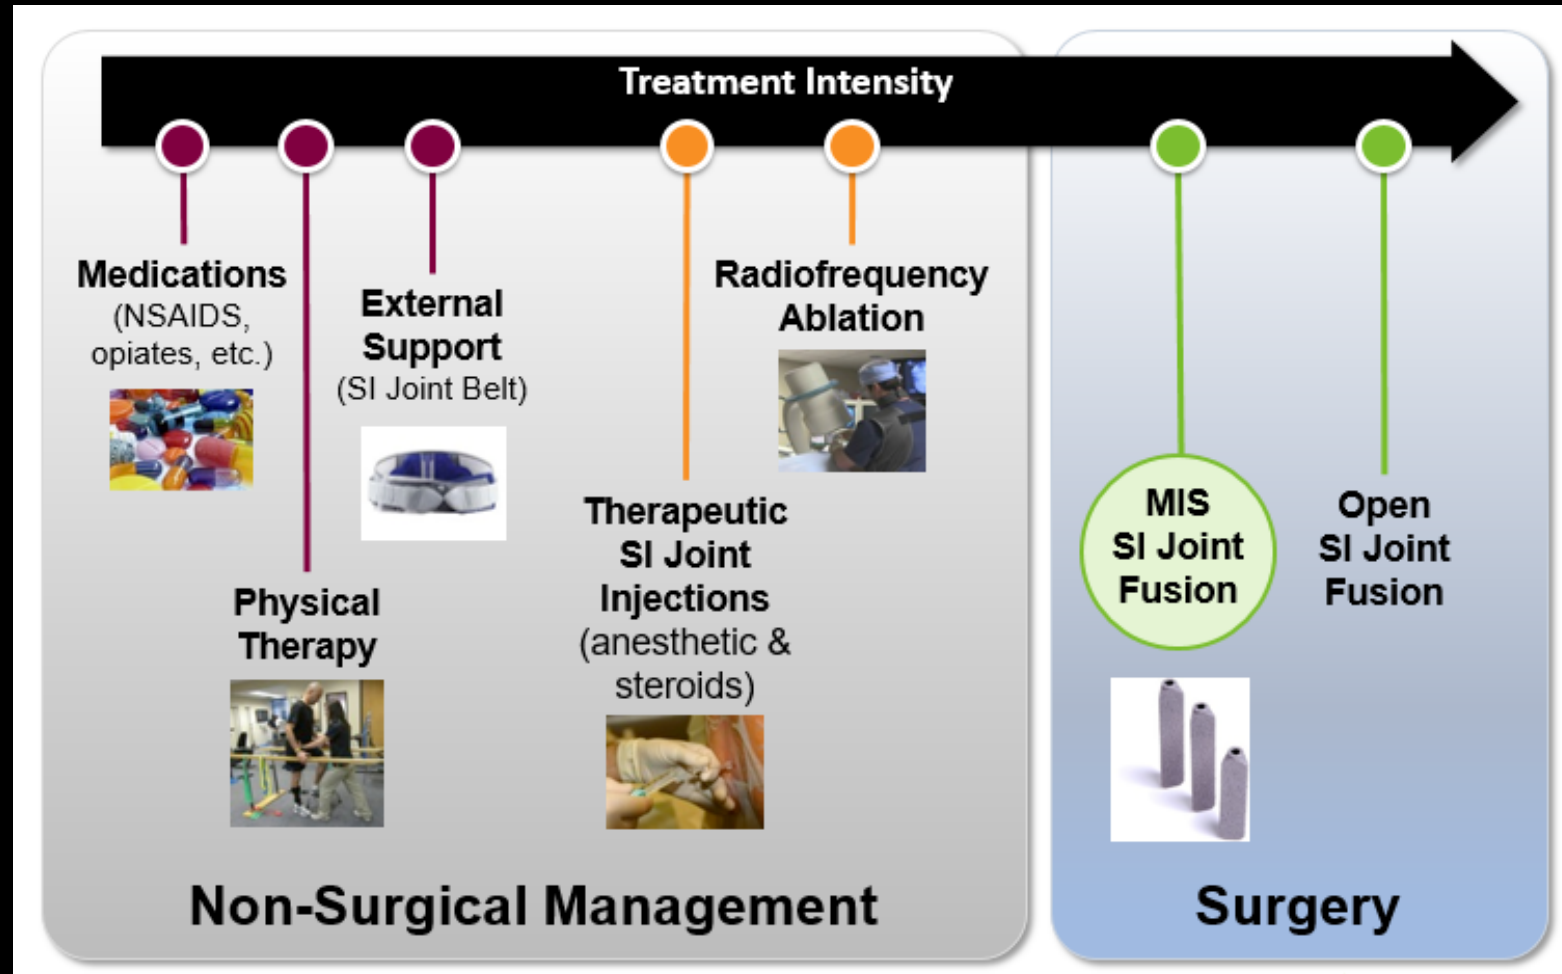 Treatment Intensity
Medications
(NSAIDS,
opiates, etc.)
Physical
Therapy
External
Support
(SI Joint Belt)
Therapeutic
SI Joint
Injections
(anesthetic &
steroids)
Radiofrequency
Ablation
MIS
SI Joint
Fusion
Open
SI Joint
Fusion
Non-Surgical Management
Surgery